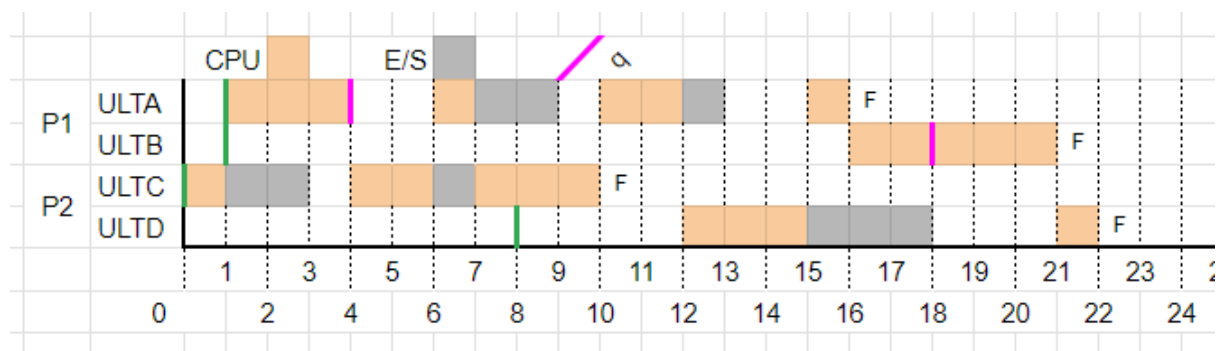 CPU E/S q
ULTA F
P1
ULTB F
ULTC F
P2
ULTD F
1 3 5 7 9 11 13 15 17 19 21 23
0 2 4 6 8 10 12 14 16 18 20 22 24